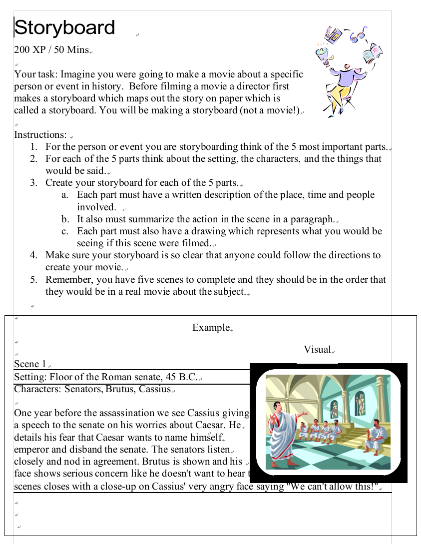 Storyboard
200 XP / 50 Mins.
Your task: Imagine you were going to make a movie about a specific
person or event in history.  Before filming a movie a director first
makes a storyboard which maps out the story on paper which is
called a storyboard. You will be making a storyboard (not a movie!).
Instructions:
1. For the person or event you are storyboarding think of the 5 most important parts.
2. For each of the 5 parts think about the setting, the characters, and the things that
would be said.
3. Create your storyboard for each of the 5 parts.
a. Each part must have a written description of the place, time and people
involved.
b. It also must summarize the action in the scene in a paragraph.
c. Each part must also have a drawing which represents what you would be
seeing if this scene were filmed.
4. Make sure your storyboard is so clear that anyone could follow the directions to
create your movie.
5. Remember, you have five scenes to complete and they should be in the order that
they would be in a real movie about the subject.
Example.
Visual.
Scene 1
Setting: Floor of the Roman senate, 45 B.C.
Characters: Senators, Brutus, Cassius
One year before the assassination we see Cassius giving
a speech to the senate on his worries about Caesar. He
details his fear that Caesar wants to name himself,
emperor and disband the senate. The senators listen
closely and nod in agreement. Brutus is shown and his
face shows serious concern like he doesn't want to hear
scenes closes with a close-up on Cassius' very angry face saying "We can't allow this!"